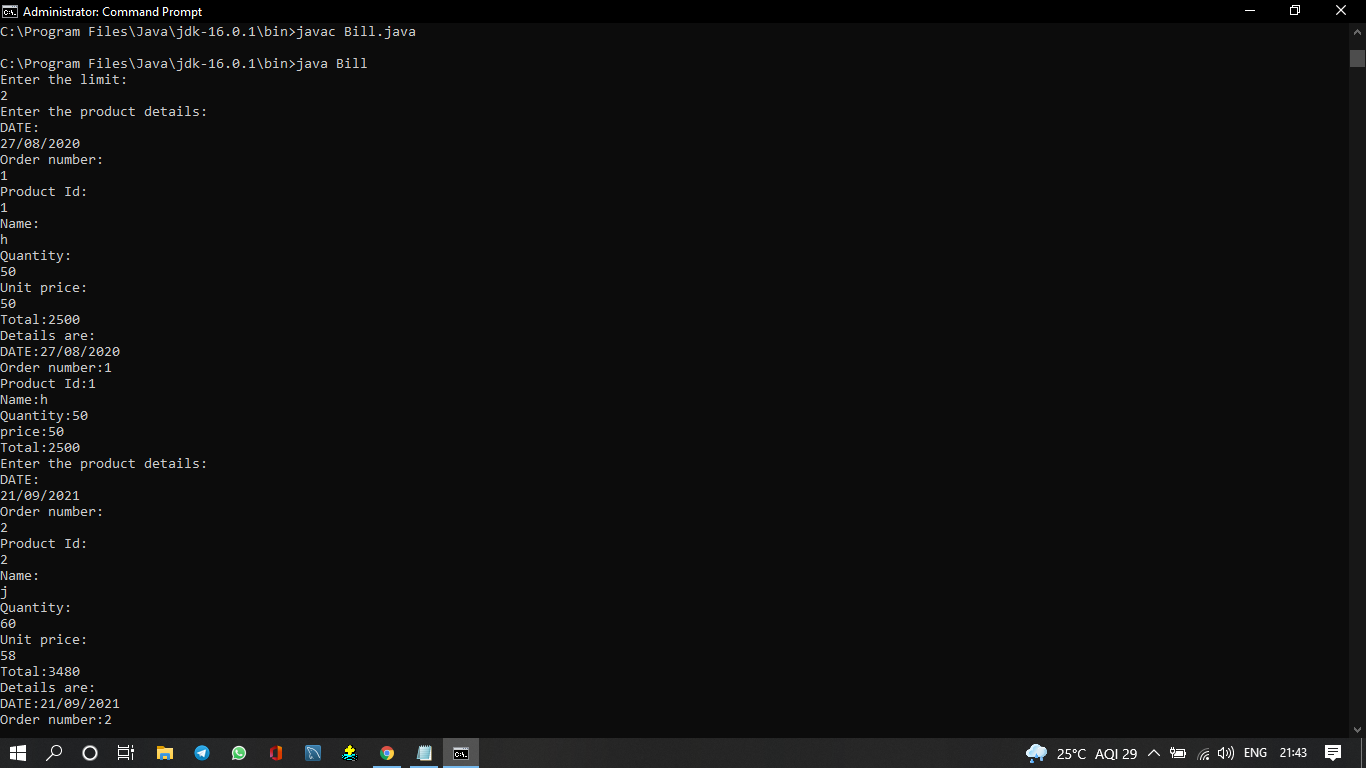 Administrator: Command Prompt
C:\Program Files\Java\jdk-16.0.1\bin>javac Bill.java
C:\Program Files\Java\jdk-16.0.1\bin>java Bill
Enter the limit:
2
Enter the product details:
DATE:
27/08/2020
Order number:
1
Product Id:
1
Name:
h
Quantity:
50
Unit price:
50
Total:2500
Details are:
DATE:27/08/2020
Order number:1
Product Id:1
Name:h
Quantity:50
price:50
Total:2500
Enter the product details:
DATE:
21/09/2021
Order number:
2
Product Id:
2
Name:
j
Quantity:
60
Unit price:
58
Total:3480
Details are:
DATE:21/09/2021
Order number:2
25°C AQI 29 ENG 21:43